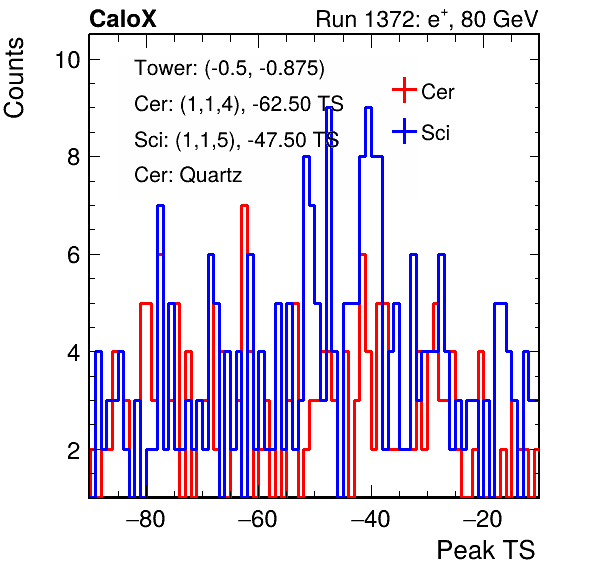 CaloX Run 1372: e⁺, 80 GeV
Counts
10
8
6
4
2
Tower: (-0.5, -0.875)
Cer: (1,1,4), -62.50 TS
Sci: (1,1,5), -47.50 TS
Cer: Quartz
Cer
Sci
−80 −60 −40 −20
Peak TS